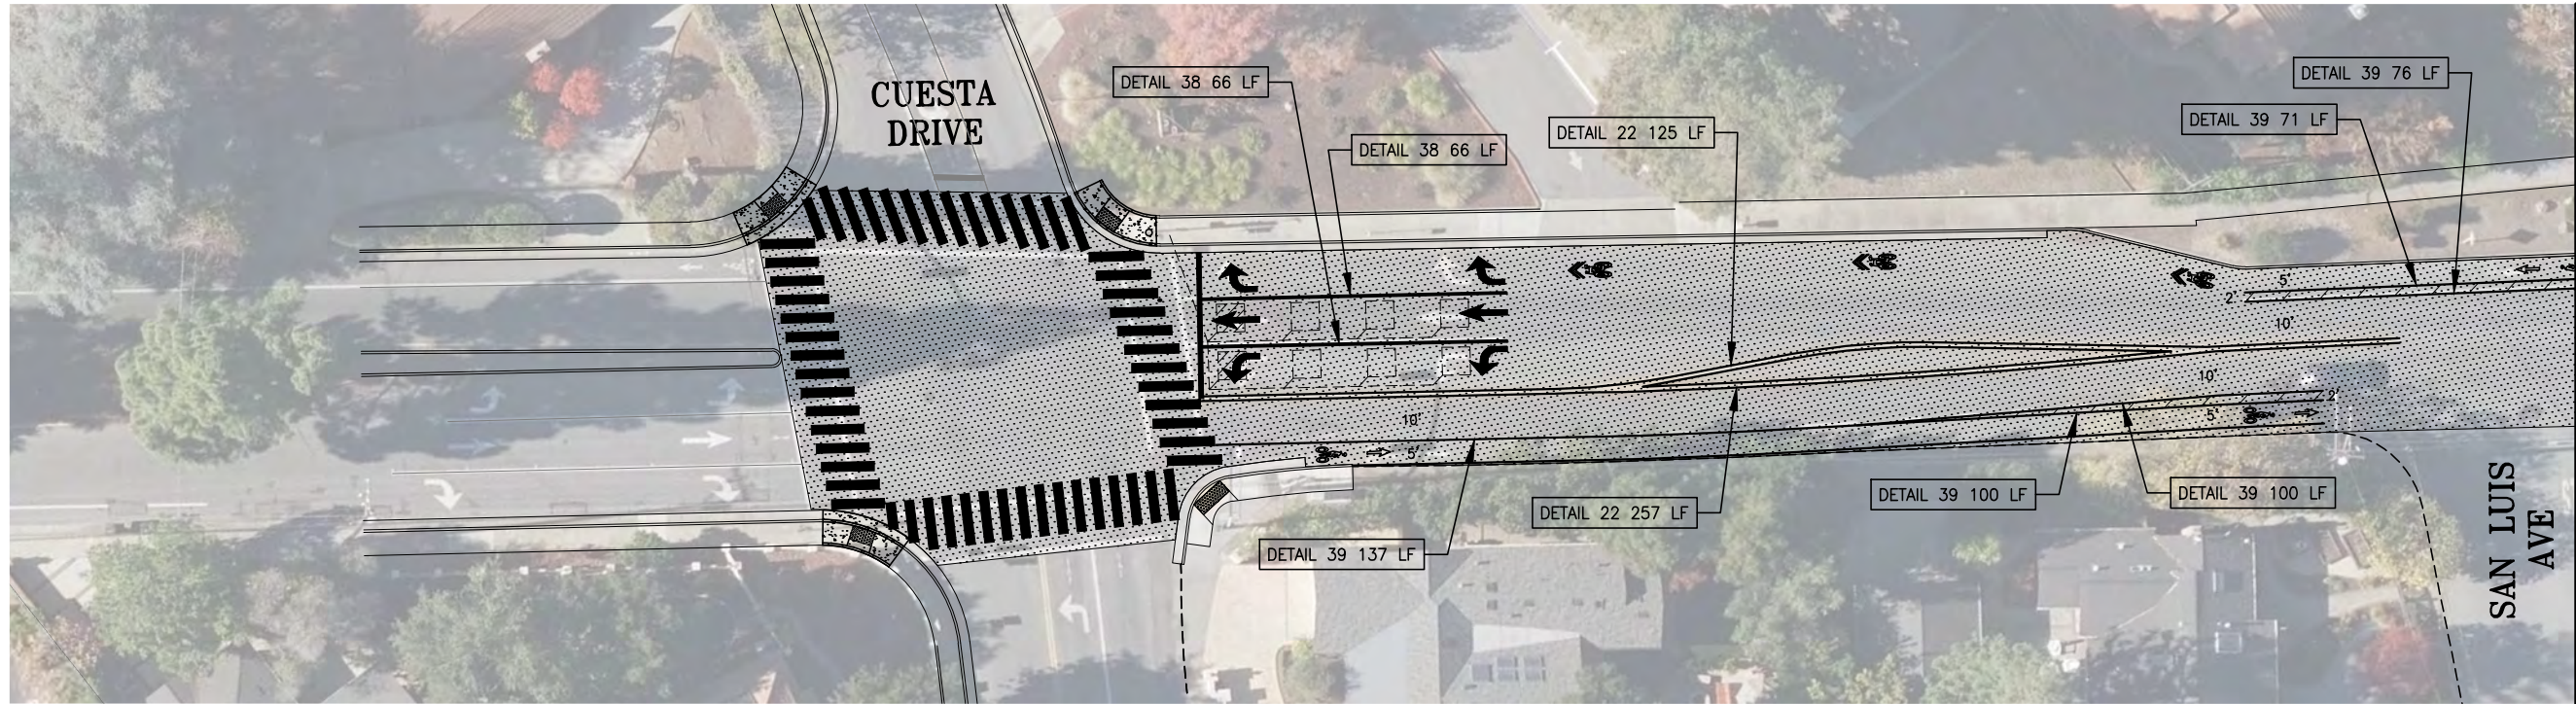 CUESTA
DRIVE
DETAIL 38 66 LF
DETAIL 38 66 LF
DETAIL 22 125 LF
DETAIL 39 76 LF
DETAIL 39 71 LF
5'
2'
10'
10'
2'
5'
10'
5'
DETAIL 39 137 LF
DETAIL 22 257 LF
DETAIL 39 100 LF
DETAIL 39 100 LF
SAN LUIS
AVE